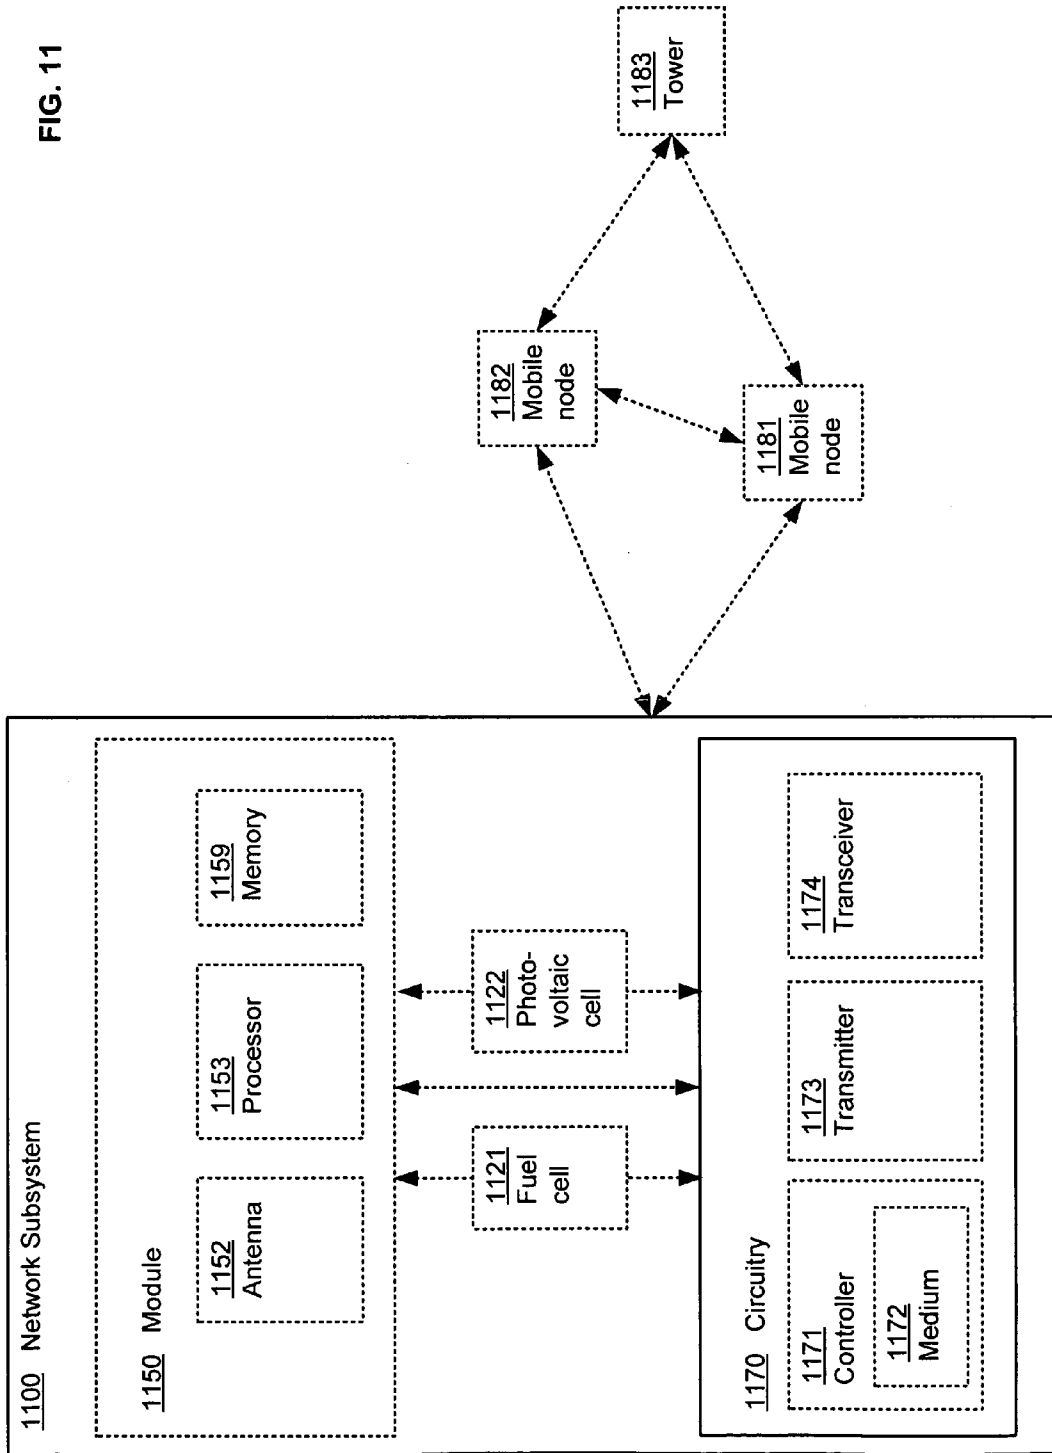 FIG. 11
1100 Network Subsystem
1150 Module
1152
Antenna
1153
Processor
1159
Memory
1121
Fuel
cell
1122
Photo-
voltaic
cell
1170 Circuitry
1171
Controller
1172
Medium
1173
Transmitter
1174
Transceiver
1182
Mobile
node
1181
Mobile
node
1183
Tower